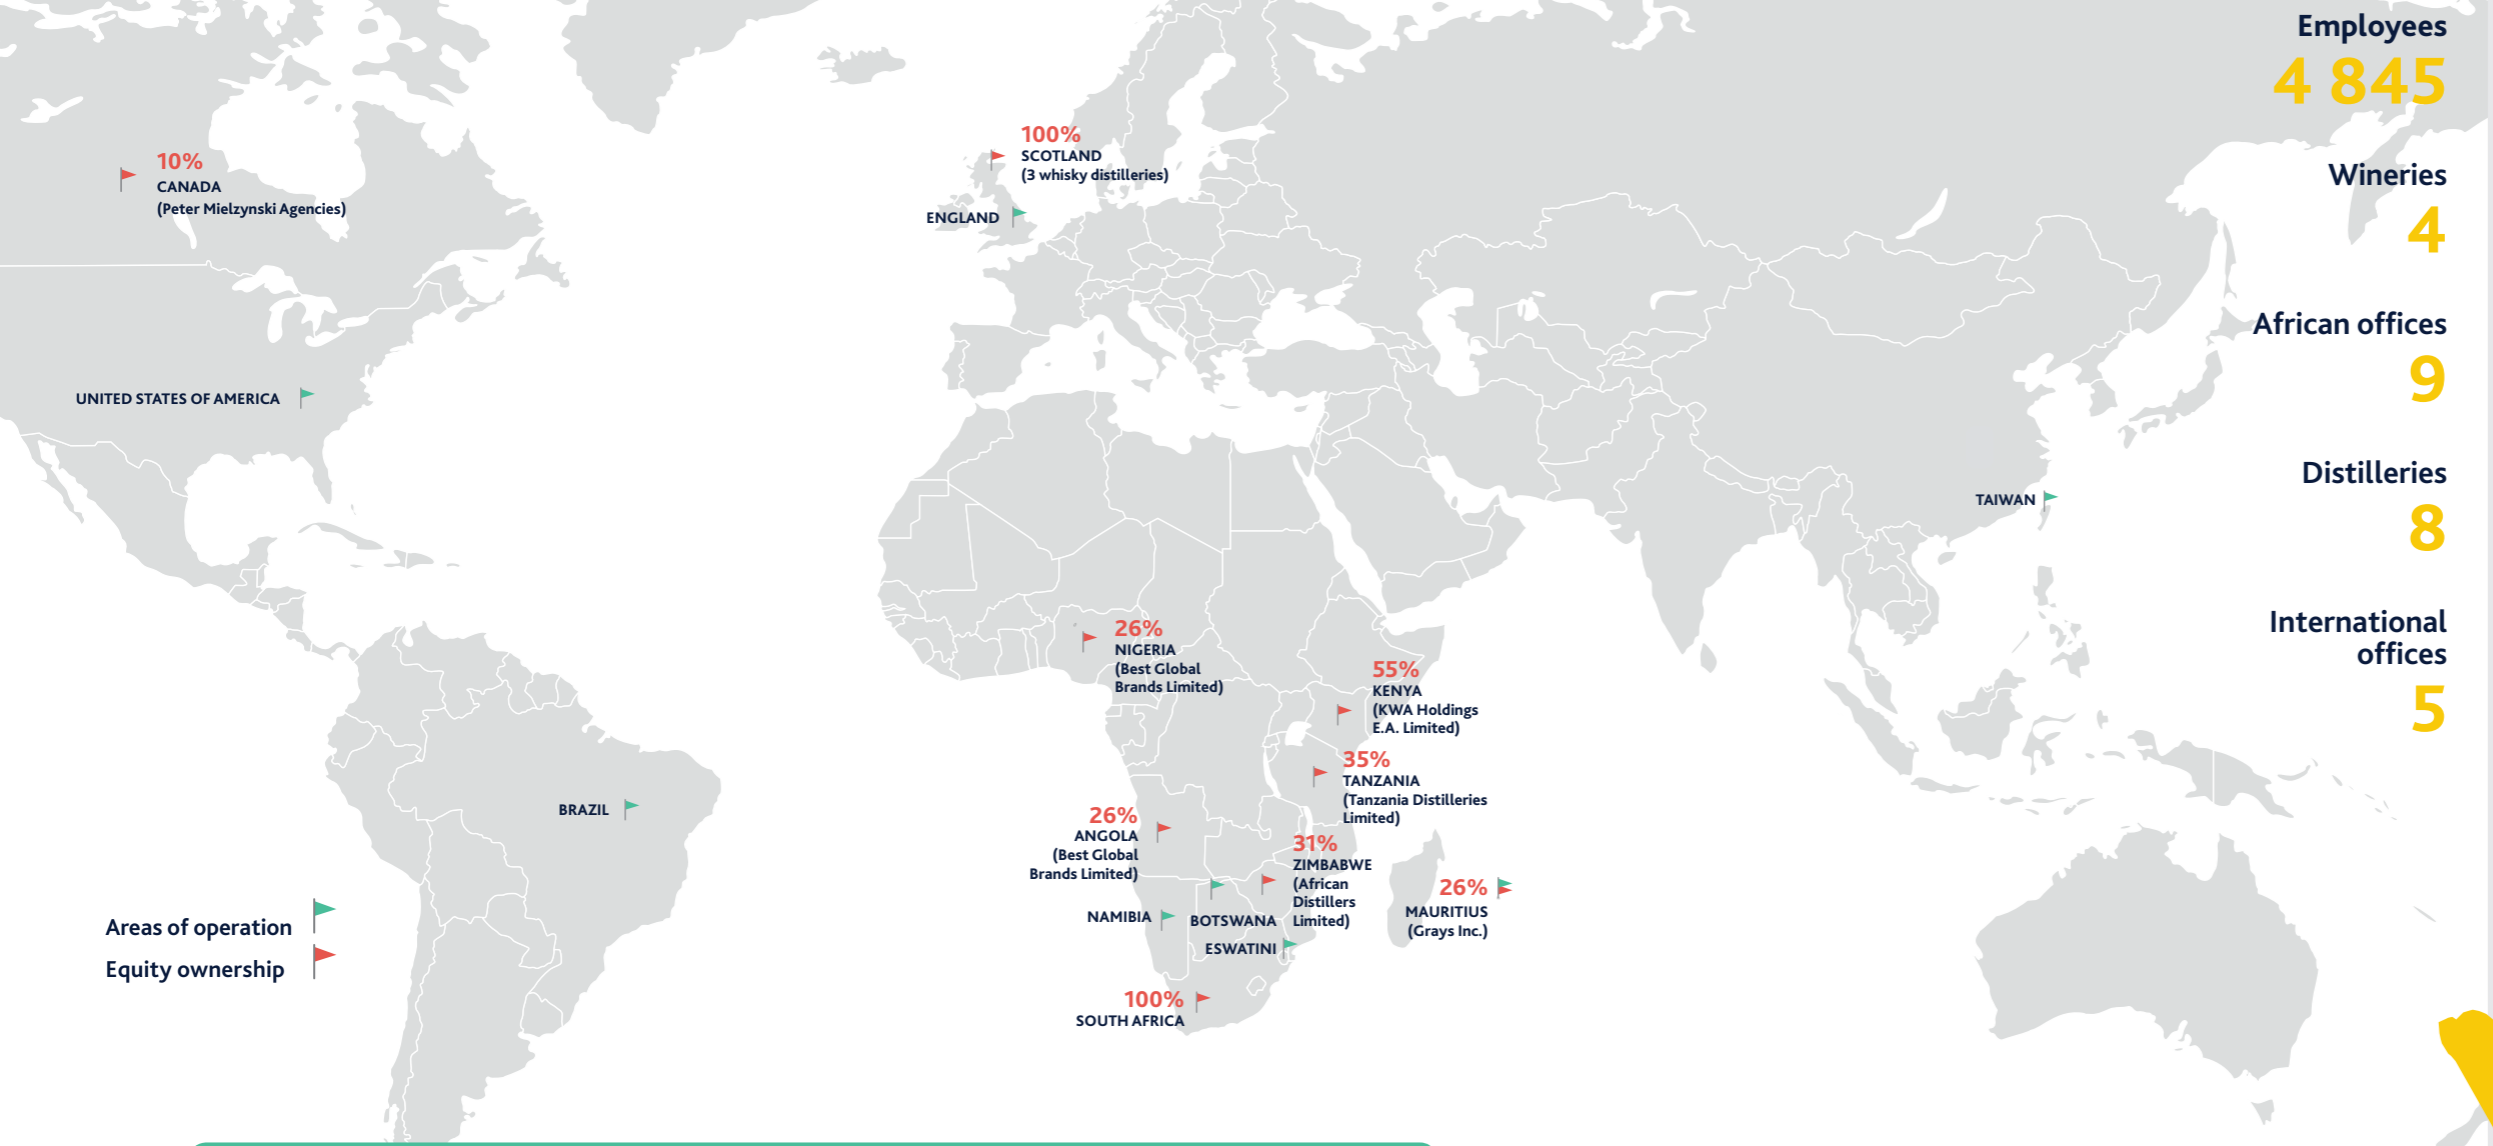 Employees
4 845
Wineries
4
African offices
9
Distilleries
8
International
offices
5
10%
CANADA
(Peter Mielzynski Agencies)
100%
SCOTLAND
(3 whisky distilleries)
ENGLAND
UNITED STATES OF AMERICA
TAIWAN
26%
NIGERIA
(Best Global
Brands Limited)
55%
KENYA
(KWA Holdings
E.A. Limited)
35%
TANZANIA
(Tanzania Distilleries
Limited)
BRAZIL
26%
ANGOLA
(Best Global
Brands Limited)
31%
ZIMBABWE
(African
Distillers
Limited)
26%
MAURITIUS
(Grays Inc.)
NAMIBIA
BOTSWANA
ESWATINI
100%
SOUTH AFRICA
Areas of operation
Equity ownership